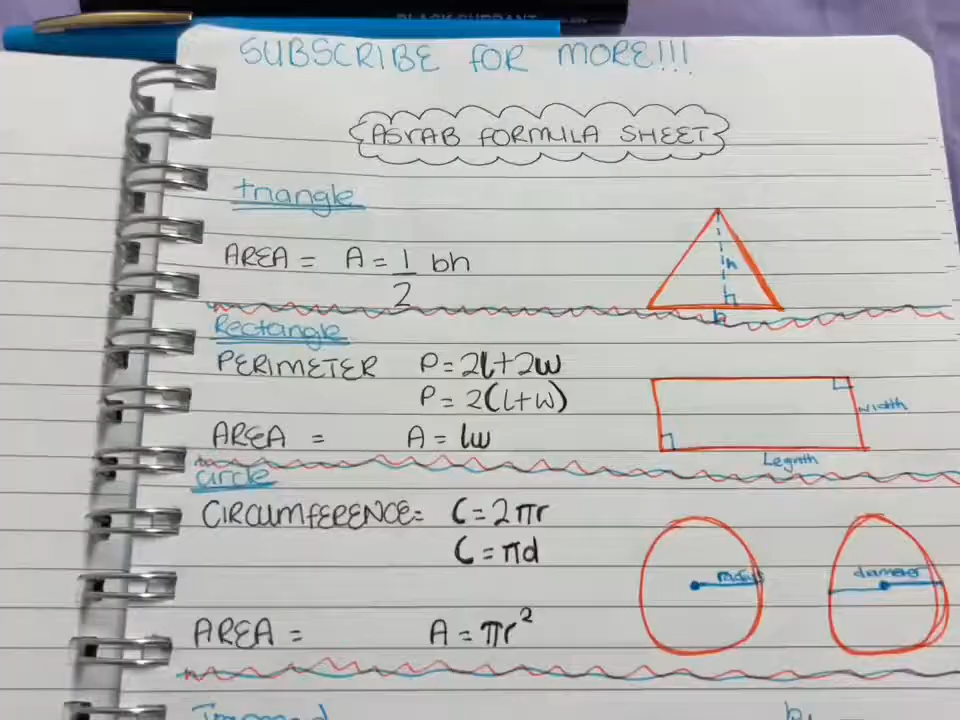 SUBSCRIBE FOR MORE!!!
ASVAB FORMULA SHEET
triangle
AREA = A = 1/2 bh
h
b
Rectangle
PERIMETER P = 2l + 2w
P = 2(l + w)
AREA = A = lw
width
Legnth
circle
CIRCUMFERENCE = C = 2πr
C = πd
radius
diameter
AREA = A = πr²